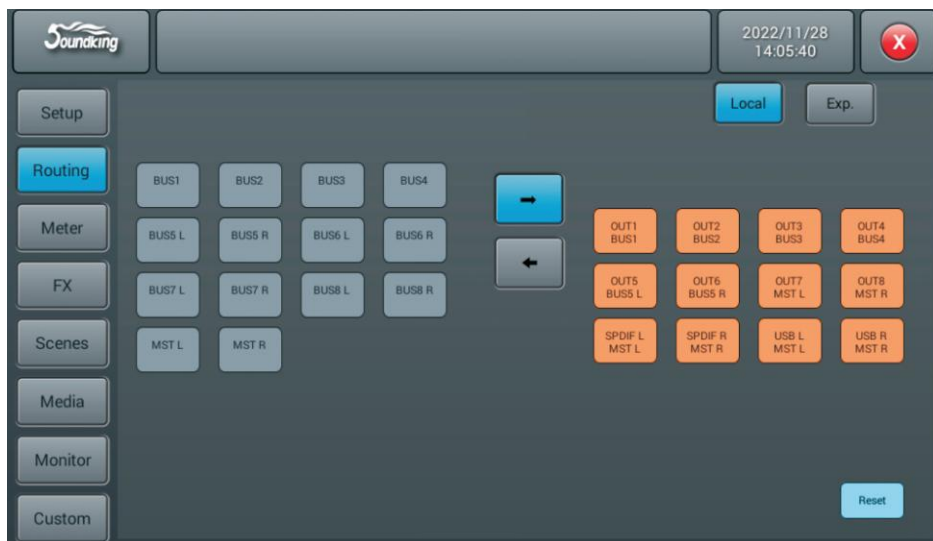 Soundking
2022/11/28
14:05:40
X
Local
Exp.
Setup
Routing
Meter
FX
Scenes
Media
Monitor
Custom
BUS1
BUS2
BUS3
BUS4
BUS5 L
BUS5 R
BUS6 L
BUS6 R
BUS7 L
BUS7 R
BUS8 L
BUS8 R
MST L
MST R
OUT1
BUS1
OUT2
BUS2
OUT3
BUS3
OUT4
BUS4
OUT5
BUS5 L
OUT6
BUS5 R
OUT7
MST L
OUT8
MST R
SPDIF L
MST L
SPDIF R
MST R
USB L
MST L
USB R
MST R
Reset